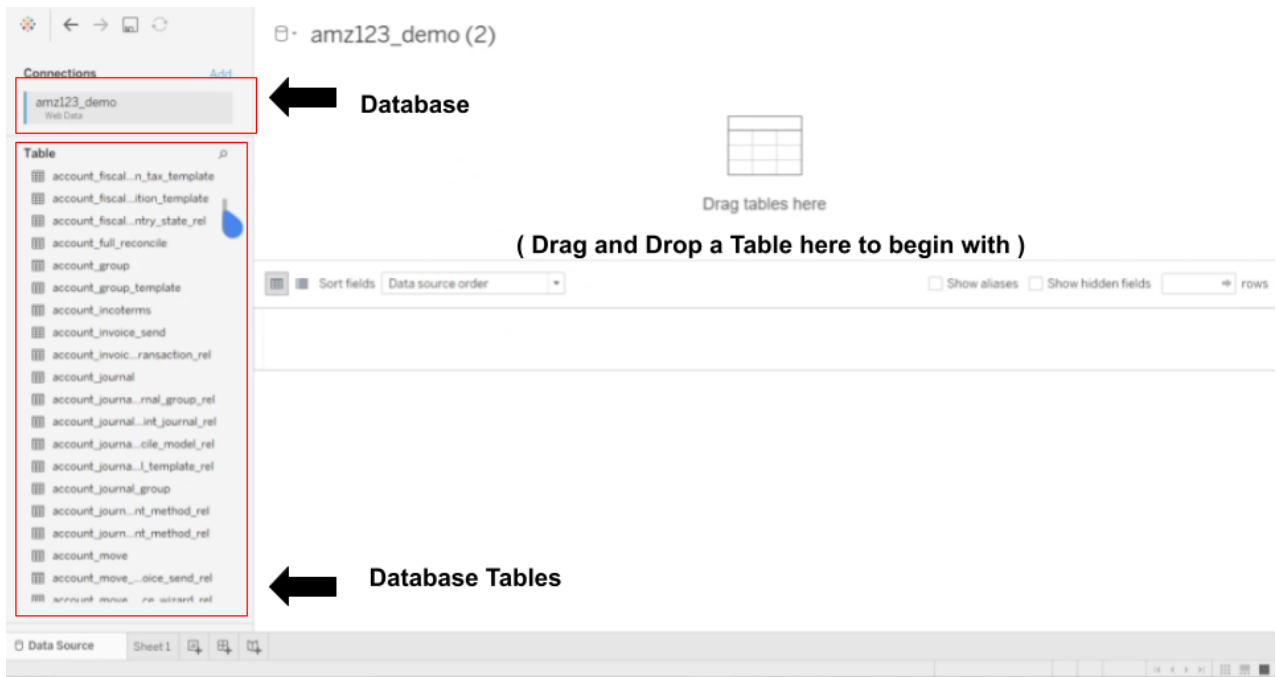 amz123_demo (2)
Connections
Add
amz123_demo
Web Data
Database
Table
account_fiscal...n_tax_template
account_fiscal...ition_template
account_fiscal...ntry_state_rel
account_full_reconcile
account_group
account_group_template
account_incoterms
account_invoice_send
account_invoic...ransaction_rel
account_journal
account_journa...rnal_group_rel
account_journal...int_journal_rel
account_journa...cile_model_rel
account_journa...l_template_rel
account_journal_group
account_journ...nt_method_rel
account_journ...nt_method_rel
account_move
account_move_...oice_send_rel
account_move...ce_wizard_rel
Drag tables here
( Drag and Drop a Table here to begin with )
Sort fields Data source order
Show aliases Show hidden fields rows
Database Tables
Data Source Sheet 1